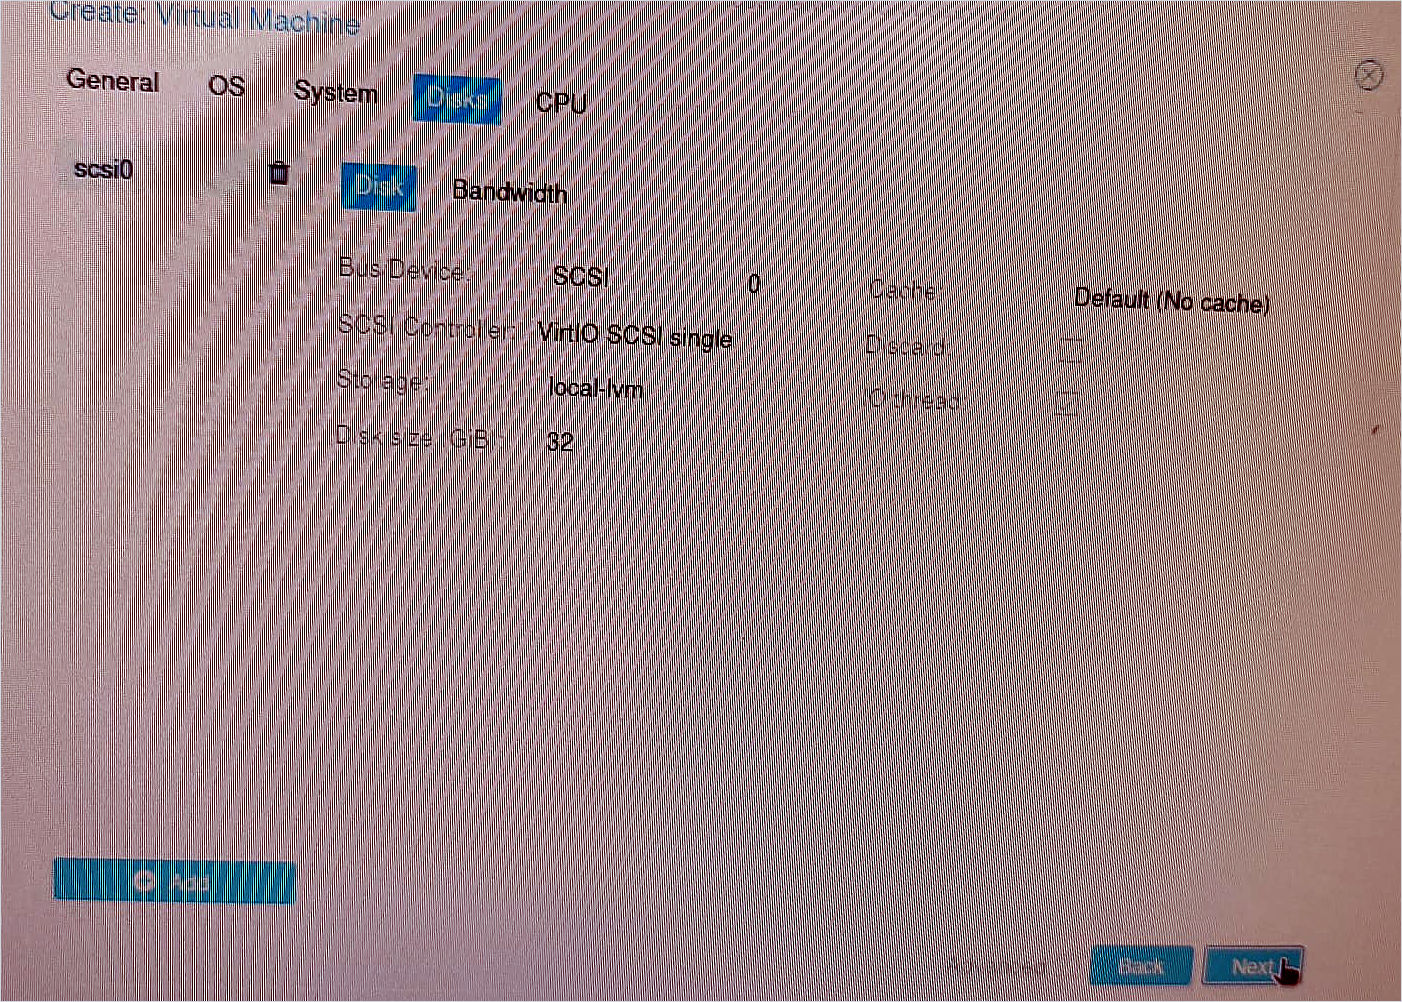 Create: Virtual Machine
General OS System Disks CPU
scsi0 Disk Bandwidth
Bus/Device: SCSI 0 Cache: Default (No cache)
SCSI Controller: VirtIO SCSI single Discard:
Storage: local-lvm IO thread:
Disk size (GiB): 32
Add
Back Next